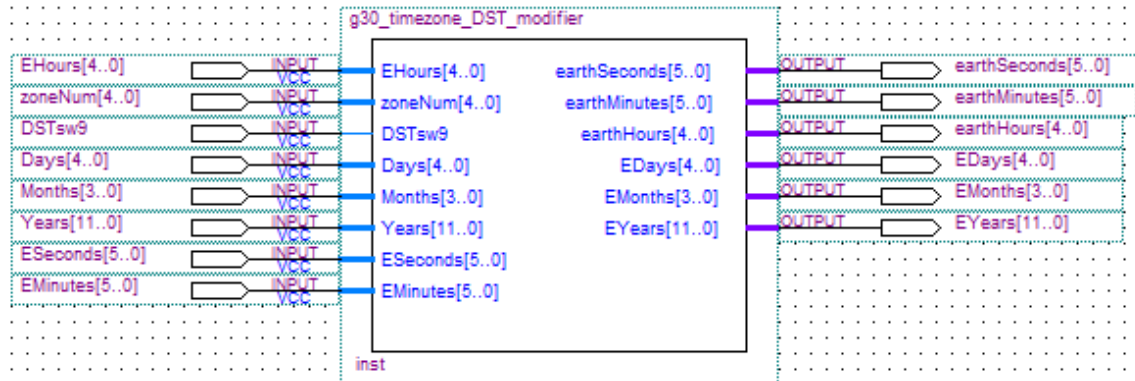 g30_timezone_DST_modifier
EHours[4..0] INPUT VCC EHours[4..0] earthSeconds[5..0] OUTPUT earthSeconds[5..0]
zoneNum[4..0] INPUT VCC zoneNum[4..0] earthMinutes[5..0] OUTPUT earthMinutes[5..0]
DSTsw9 INPUT VCC DSTsw9 earthHours[4..0] OUTPUT earthHours[4..0]
Days[4..0] INPUT VCC Days[4..0] EDays[4..0] OUTPUT EDays[4..0]
Months[3..0] INPUT VCC Months[3..0] EMonths[3..0] OUTPUT EMonths[3..0]
Years[11..0] INPUT VCC Years[11..0] EYears[11..0] OUTPUT EYears[11..0]
ESeconds[5..0] INPUT VCC ESeconds[5..0]
EMinutes[5..0] INPUT VCC EMinutes[5..0]
inst